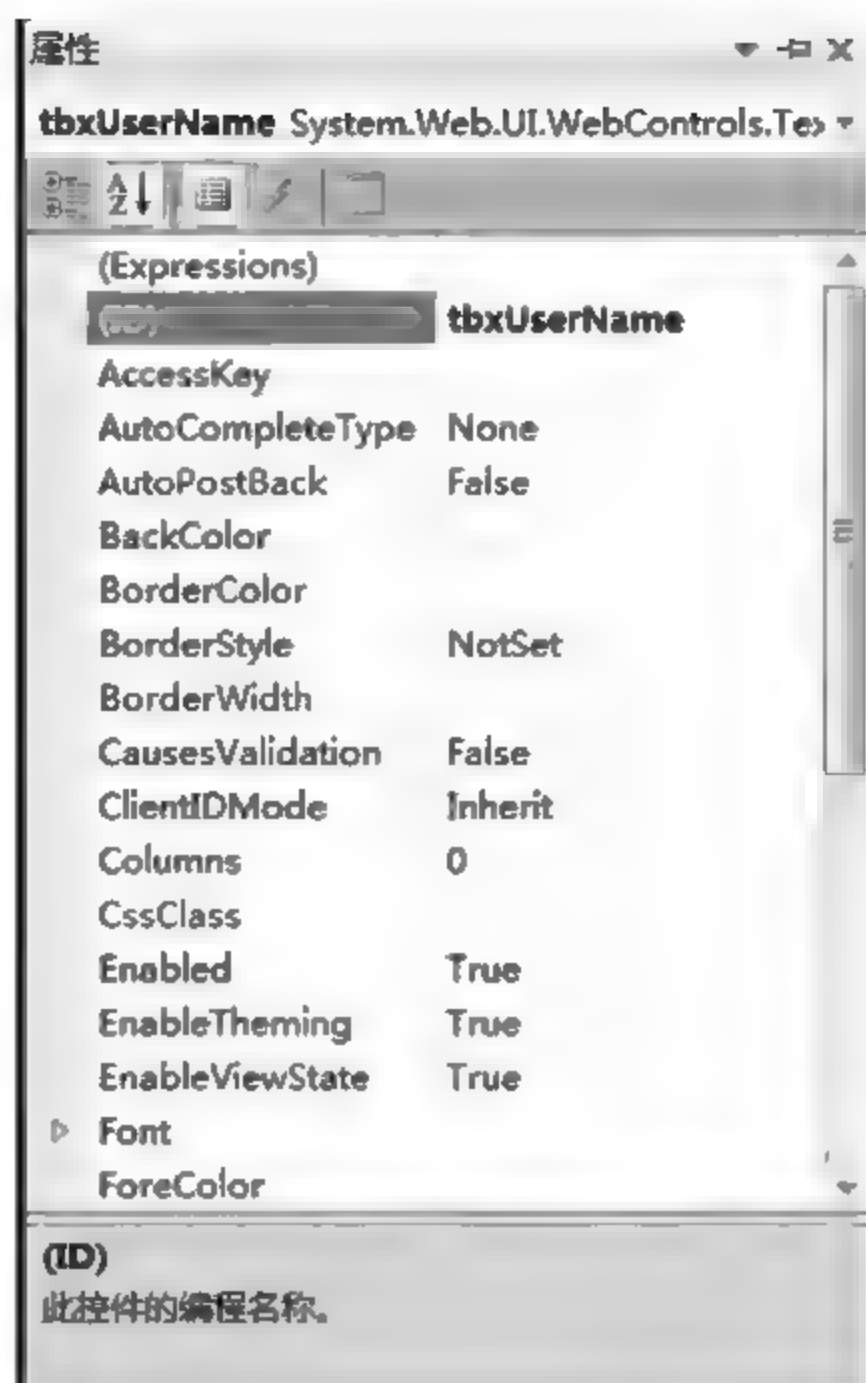 属性
tbxUserName System.Web.UI.WebControls.Te
(Expressions)
(ID) tbxUserName
AccessKey
AutoCompleteType None
AutoPostBack False
BackColor
BorderColor
BorderStyle NotSet
BorderWidth
CausesValidation False
ClientIDMode Inherit
Columns 0
CssClass
Enabled True
EnableTheming True
EnableViewState True
Font
ForeColor
(ID)
此控件的编程名称。